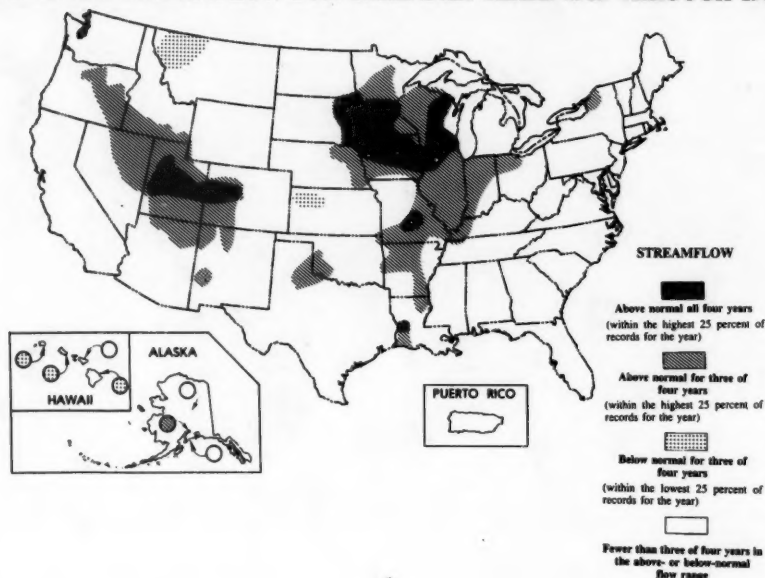 STREAMFLOW
Above normal all four years
(within the highest 25 percent of
records for the year)
Above normal for three of
four years
(within the highest 25 percent of
records for the year)
Below normal for three of
four years
(within the lowest 25 percent of
records for the year)
Fewer than three of four years in
the above- or below-normal
flow range
HAWAII
ALASKA
PUERTO RICO